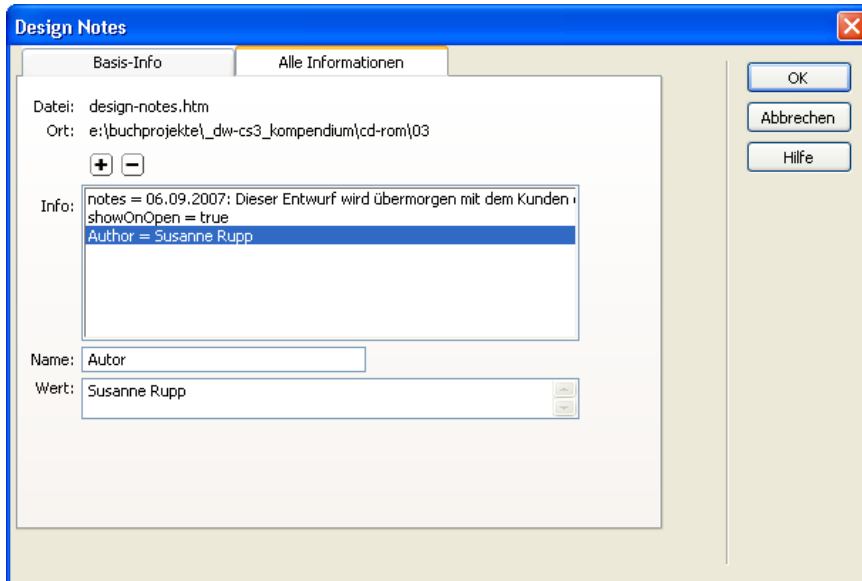 Design Notes
Basis-Info
Alle Informationen
OK
Abbrechen
Hilfe
Datei: design-notes.htm
Ort: e:\buchprojekte\_dw-cs3_kompendium\cd-rom\03
Info:
notes = 06.09.2007: Dieser Entwurf wird übermorgen mit dem Kunden
showOnOpen = true
Author = Susanne Rupp
Name: Autor
Wert: Susanne Rupp